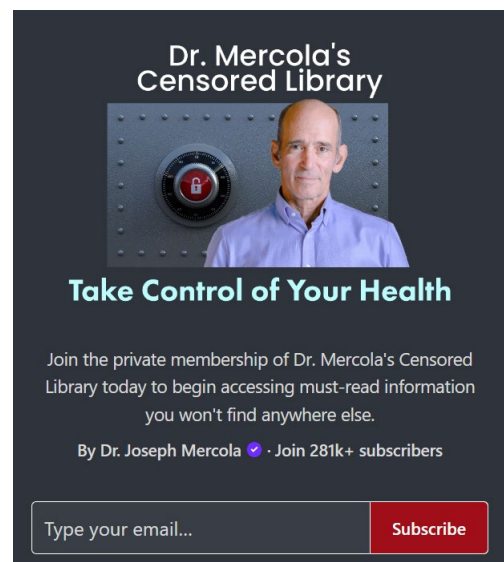 Dr. Mercola's
Censored Library
Take Control of Your Health
Join the private membership of Dr. Mercola's Censored
Library today to begin accessing must-read information
you won't find anywhere else.
By Dr. Joseph Mercola · Join 281k+ subscribers
Type your email...
Subscribe